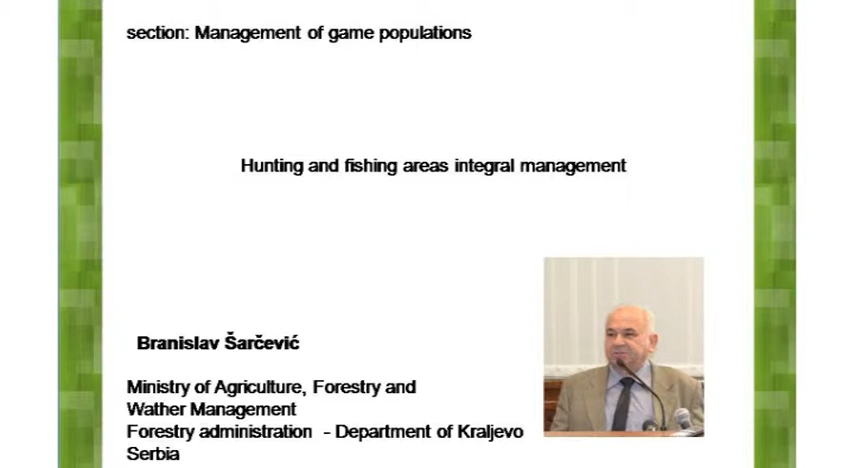 section: Management of game populations
Hunting and fishing areas integral management
Branislav Šarčević
Ministry of Agriculture, Forestry and
Wather Management
Forestry administration - Department of Kraljevo
Serbia